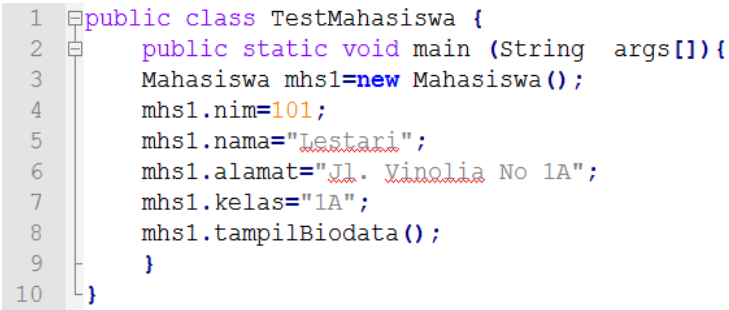 1 public class TestMahasiswa {
2 public static void main (String  args[]){
3 Mahasiswa mhs1=new Mahasiswa();
4 mhs1.nim=101;
5 mhs1.nama="Lestari";
6 mhs1.alamat="Jl. Vinolia No 1A";
7 mhs1.kelas="1A";
8 mhs1.tampilBiodata();
9 }
10 }